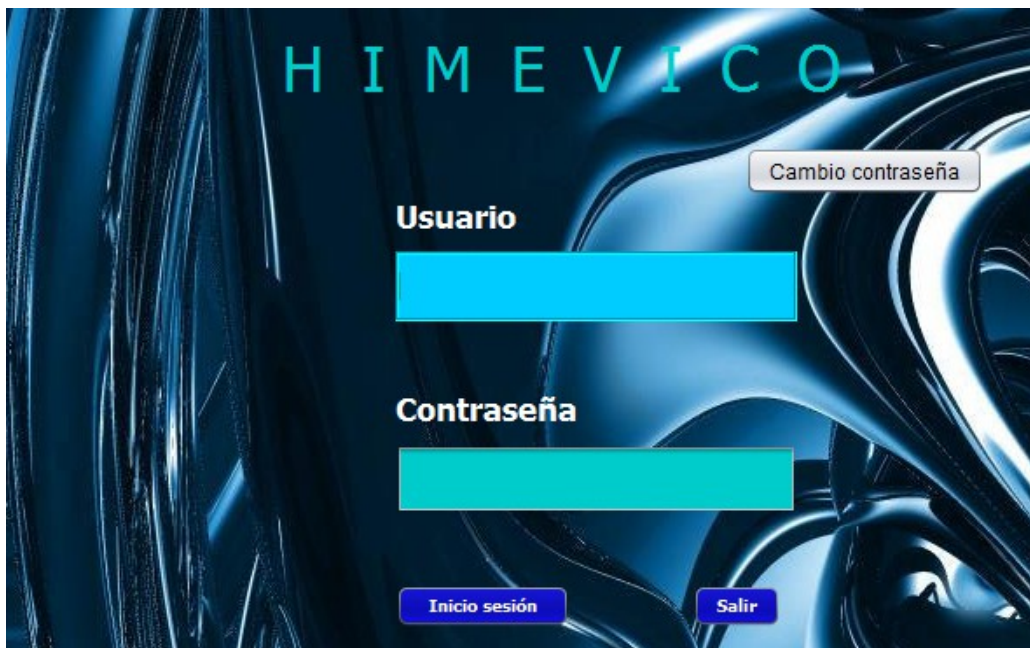 H I M E V I C O
Cambio contraseña
Usuario
Contraseña
Inicio sesión
Salir